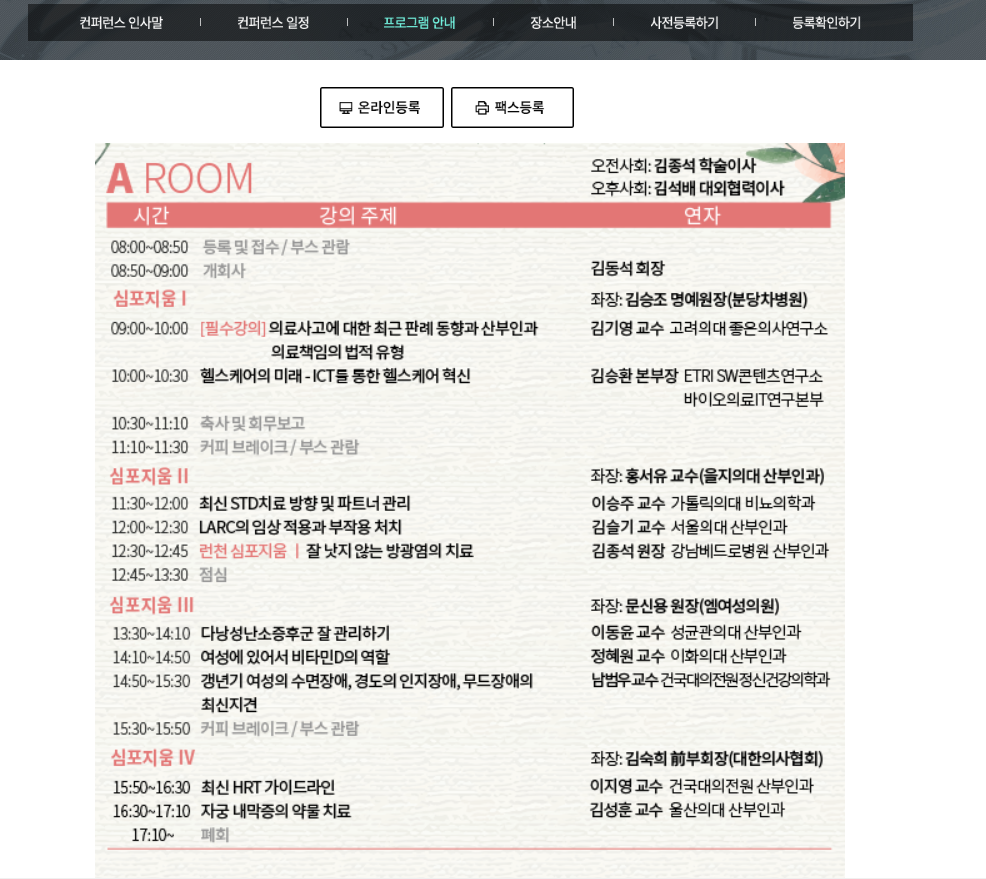 컨퍼런스 인사말 | 컨퍼런스 일정 | 프로그램 안내 | 장소안내 | 사전등록하기 | 등록확인하기
온라인등록 팩스등록
A ROOM
오전사회: 김종석 학술이사
오후사회: 김석배 대외협력이사
시간 강의 주제 연자
08:00~08:50 등록 및 접수 / 부스 관람
08:50~09:00 개회사 김동석 회장
심포지움 I 좌장: 김승조 명예원장(분당차병원)
09:00~10:00 [필수강의] 의료사고에 대한 최근 판례 동향과 산부인과 김기영 교수 고려의대 좋은의사연구소
의료책임의 법적 유형
10:00~10:30 헬스케어의 미래 - ICT를 통한 헬스케어 혁신 김승환 본부장 ETRI SW콘텐츠연구소
바이오의료IT연구본부
10:30~11:10 축사 및 회무보고
11:10~11:30 커피 브레이크 / 부스 관람
심포지움 II 좌장: 홍서유 교수(을지의대 산부인과)
11:30~12:00 최신 STD치료 방향 및 파트너 관리 이승주 교수 가톨릭의대 비뇨의학과
12:00~12:30 LARC의 임상 적용과 부작용 처치 김슬기 교수 서울의대 산부인과
12:30~12:45 런천 심포지움 | 잘 낫지 않는 방광염의 치료 김종석 원장 강남베드로병원 산부인과
12:45~13:30 점심
심포지움 III 좌장: 문신용 원장(엠여성의원)
13:30~14:10 다낭성난소증후군 잘 관리하기 이동윤 교수 성균관의대 산부인과
14:10~14:50 여성에 있어서 비타민D의 역할 정혜원 교수 이화의대 산부인과
14:50~15:30 갱년기 여성의 수면장애, 경도의 인지장애, 무드장애의 남범우 교수 건국대의전원 정신건강의학과
최신지견
15:30~15:50 커피 브레이크 / 부스 관람
심포지움 IV 좌장: 김숙희 前부회장(대한의사협회)
15:50~16:30 최신 HRT 가이드라인 이지영 교수 건국대의전원 산부인과
16:30~17:10 자궁 내막증의 약물 치료 김성훈 교수 울산의대 산부인과
17:10~ 폐회